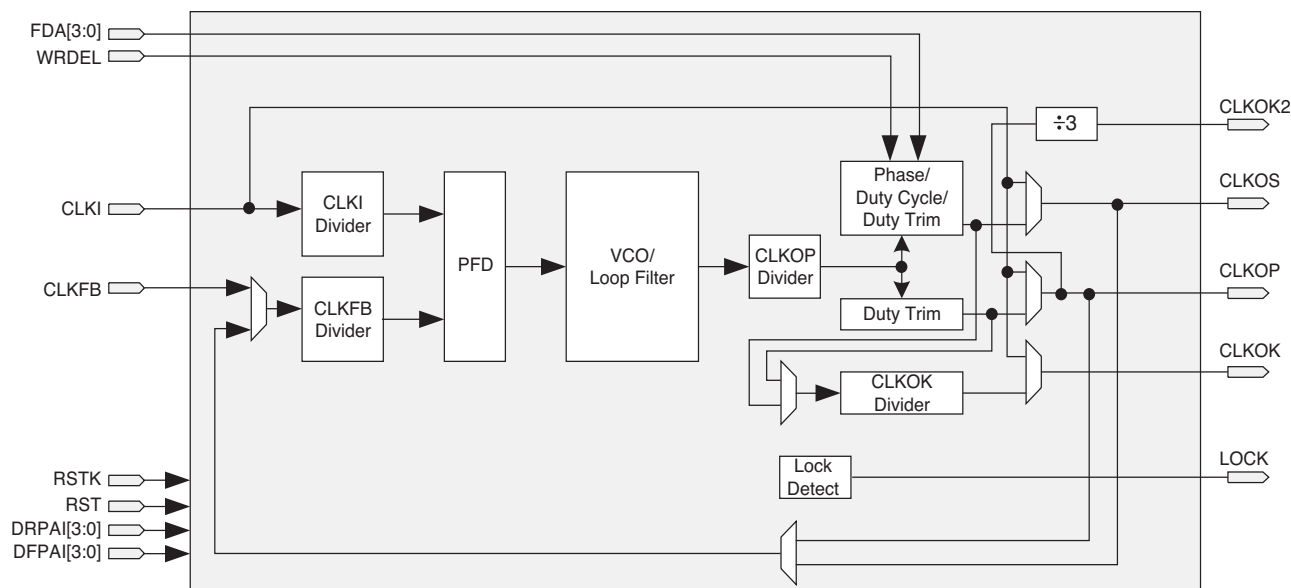 FDA[3:0]
WRDEL
CLKOK2
÷3
Phase/
Duty Cycle/
Duty Trim
CLKOS
CLKI
CLKI
Divider
PFD
VCO/
Loop Filter
CLKOP
Divider
CLKFB
CLKFB
Divider
Duty Trim
CLKOP
CLKOK
CLKOK
Divider
Lock
Detect
LOCK
RSTK
RST
DRPAI[3:0]
DFPAI[3:0]